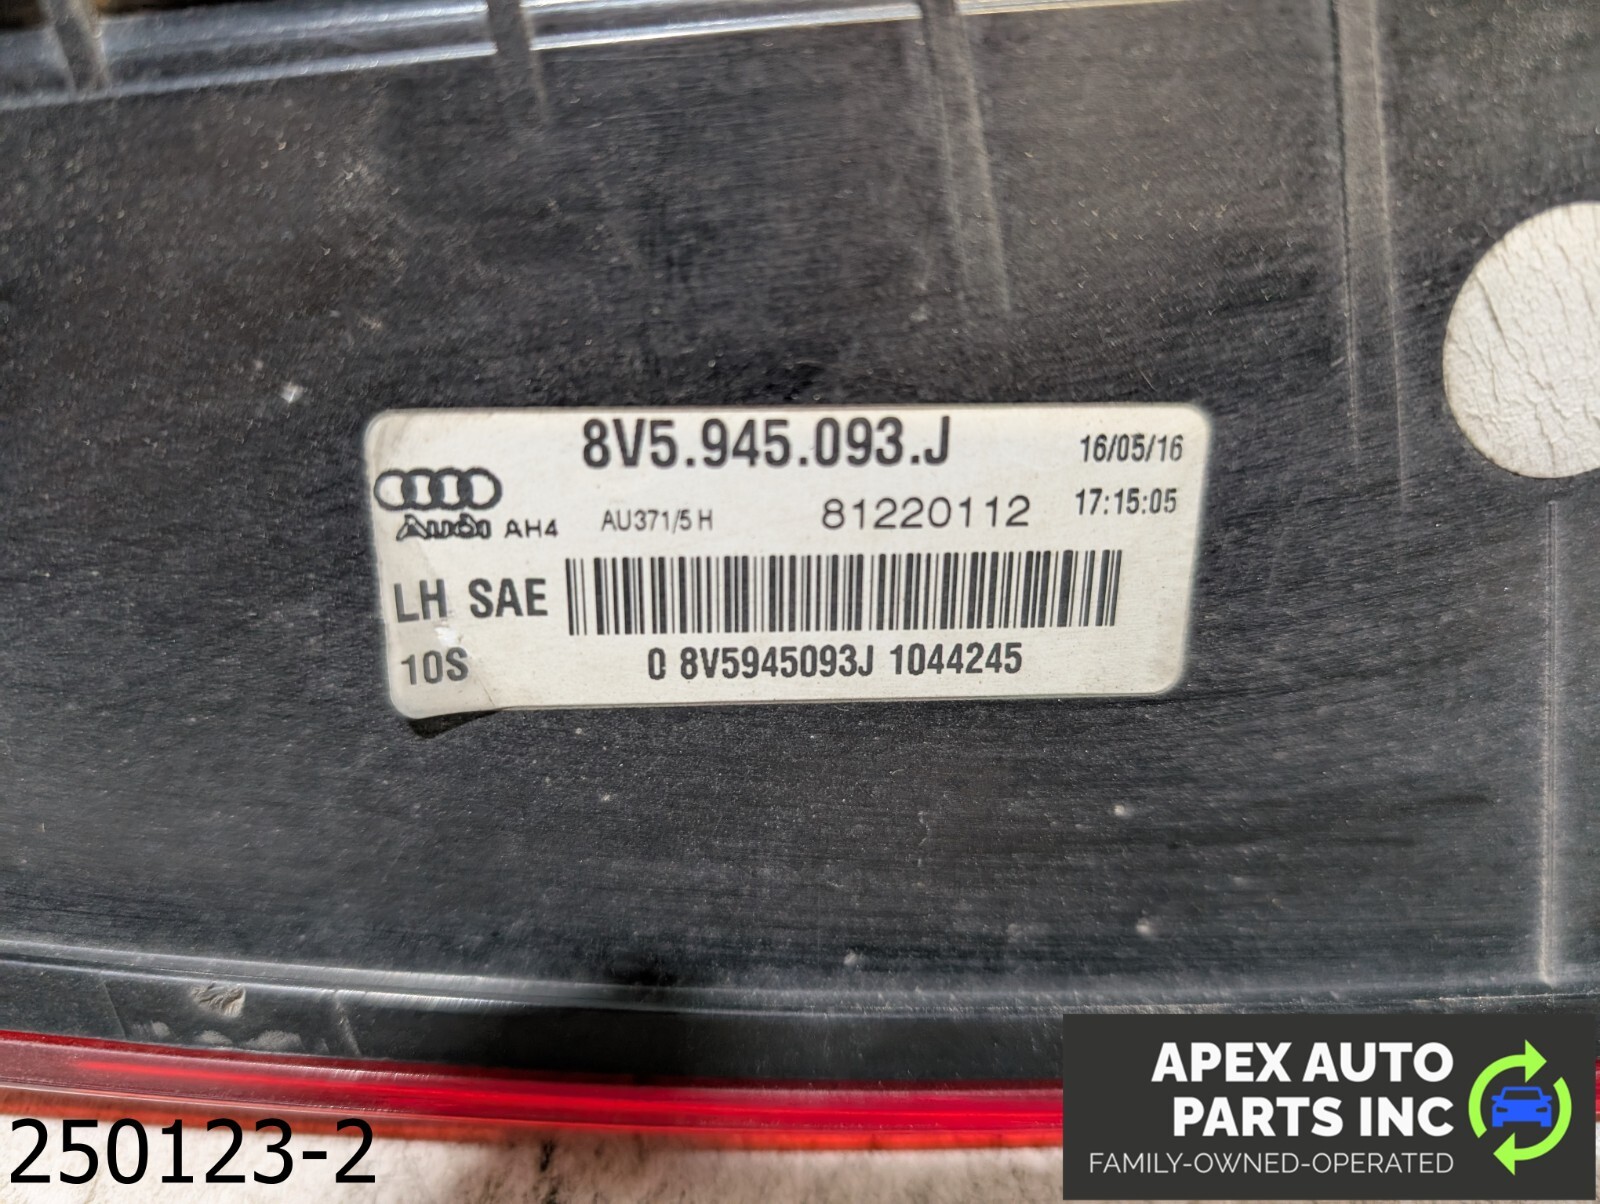 8V5.945.093.J
16/05/16
Audi AH4
AU371/5 H
81220112
17:15:05
LH SAE
10S
0 8V5945093J 1044245
APEX AUTO
PARTS INC
FAMILY-OWNED-OPERATED
250123-2